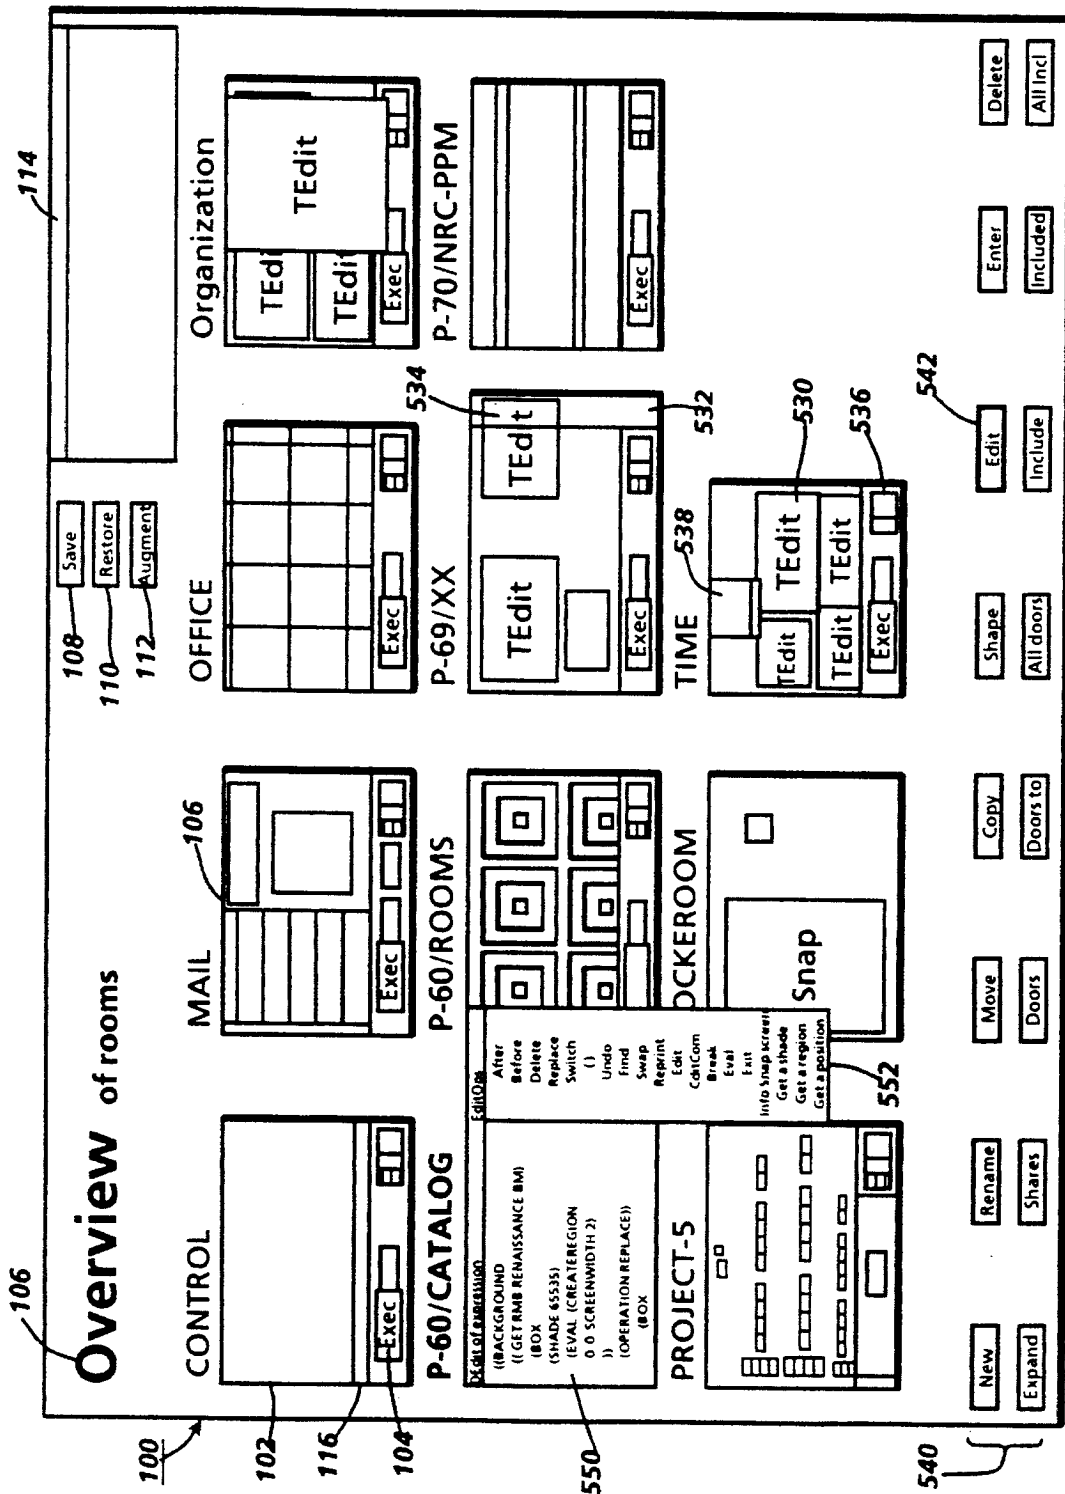 106
Overview of rooms
108
Save
110
Restore
112
Augment
114
100
CONTROL
MAIL
106
OFFICE
Organization
102
116
104
Exec
Exec
Exec
TEdi
TEdit
TEdit
Exec
P-60/CATALOG
P-60/ROOMS
P-69/XX
534
P-70/NRC-PPM
DEdit of expression
((BACKGROUND
(( GET RMB RENAISSANCE BM)
(BOX
(SHADE 65535)
(EVAL (CREATEREGION
0 0 SCREENWIDTH 2)
))
(OPERATION REPLACE))
(BOX
EditOps
After
Before
Delete
Replace
Switch
( )
Undo
Find
Swap
Reprint
Edit
EditCom
Break
Eval
Exit
Info Snap screen
Get a shade
Get a region
Get a position
TEdit
TEdit
Exec
Exec
532
550
552
PROJECT-5
OCKEROOM
Snap
TIME
538
530
536
TEdit
TEdit
TEdit
TEdit
Exec
542
540
New
Rename
Move
Copy
Shape
Edit
Enter
Delete
Expand
Shares
Doors
Doors to
All doors
Include
Included
All Incl